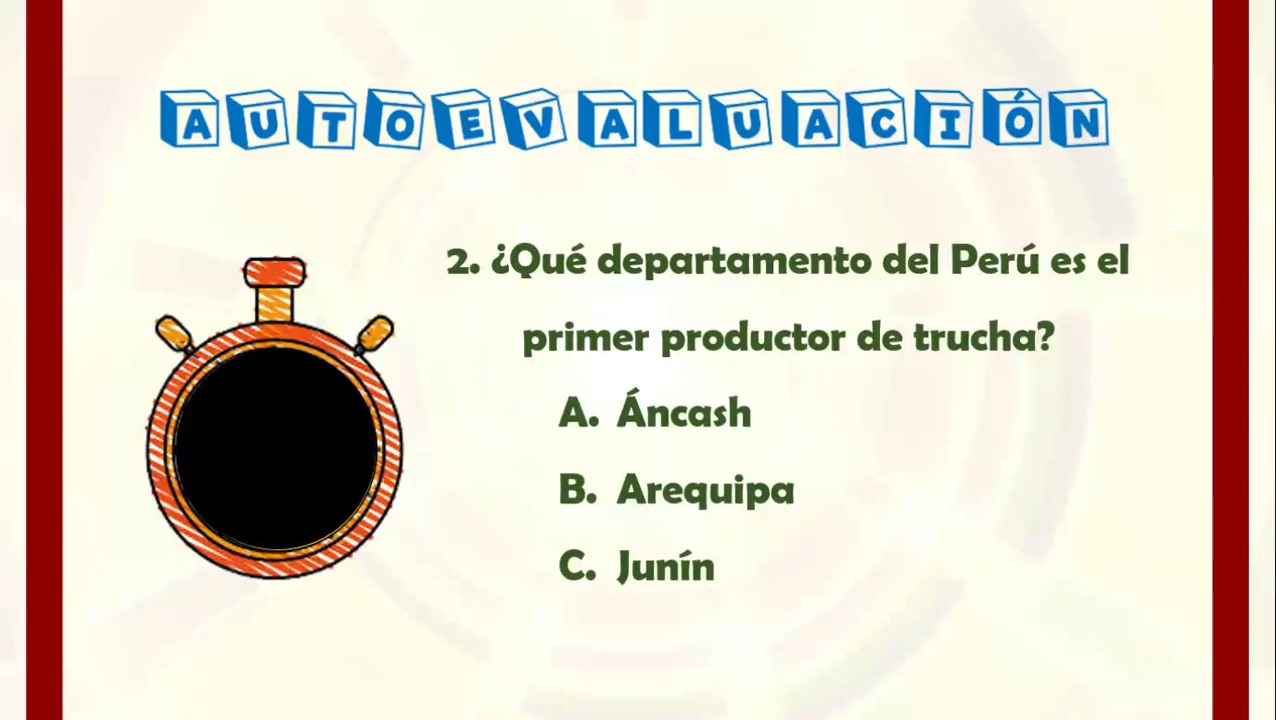 AUTOEVALUACIÓN
2. ¿Qué departamento del Perú es el
primer productor de trucha?
A. Áncash
B. Arequipa
C. Junín